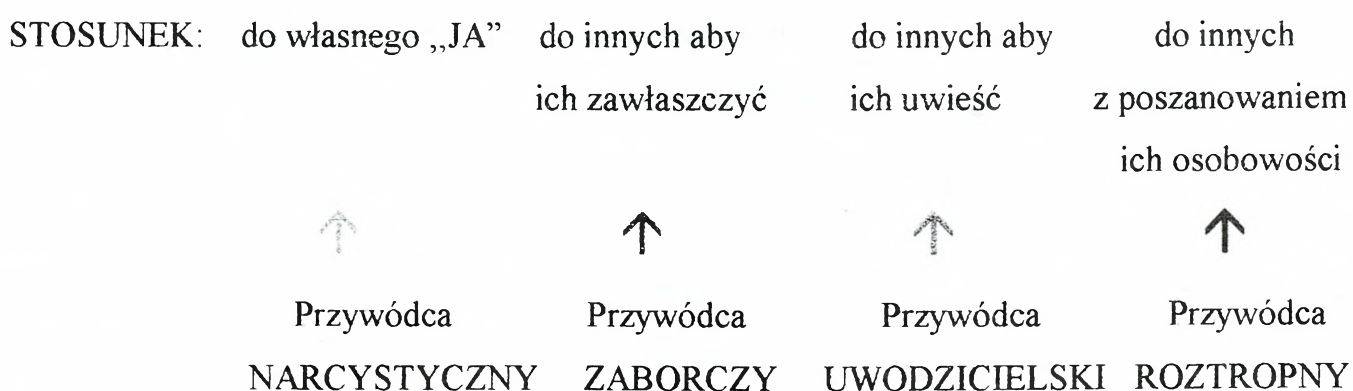 STOSUNEK: do własnego „JA” do innych aby do innych aby do innych
ich zawłaszczyć ich uwieść z poszanowaniem
ich osobowości
Przywódca Przywódca Przywódca Przywódca
NARCYSTYCZNY ZABORCZY UWODZICIELSKI ROZTROPNY